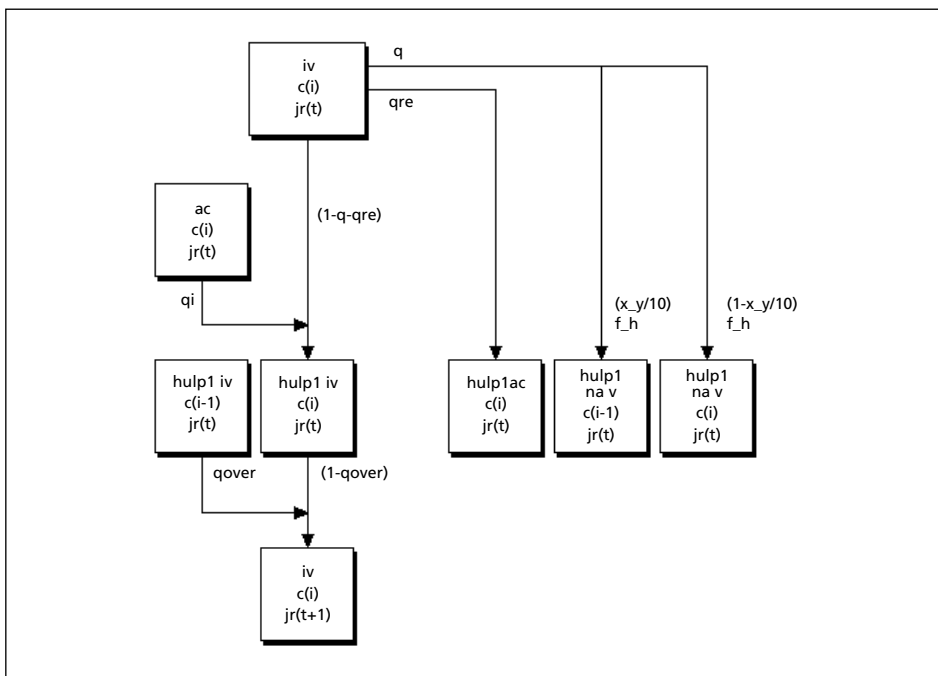 iv
c(i)
jr(t)
q
qre
ac
c(i)
jr(t)
(1-q-qre)
qi
(x_y/10)
f_h
(1-x_y/10)
f_h
hulp1 iv
c(i-1)
jr(t)
hulp1 iv
c(i)
jr(t)
hulp1ac
c(i)
jr(t)
hulp1
na v
c(i-1)
jr(t)
hulp1
na v
c(i)
jr(t)
qover
(1-qover)
iv
c(i)
jr(t+1)